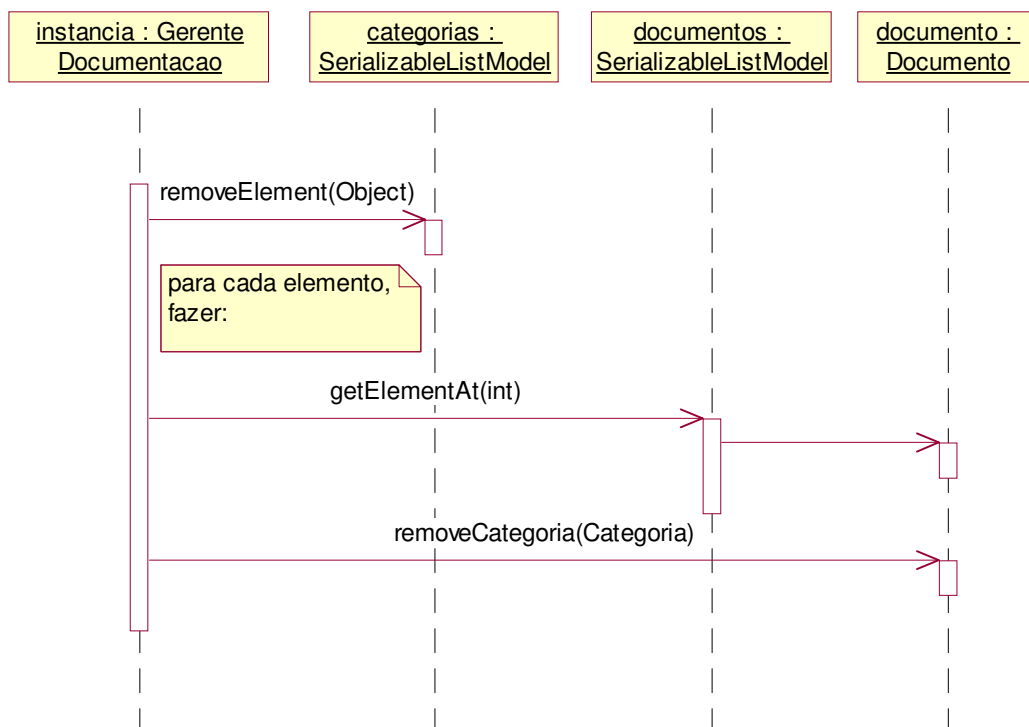 instancia : Gerente
Documentacao
categorias :
SerializableListModel
documentos :
SerializableListModel
documento :
Documento
removeElement(Object)
para cada elemento,
fazer:
getElementAt(int)
removeCategoria(Categoria)